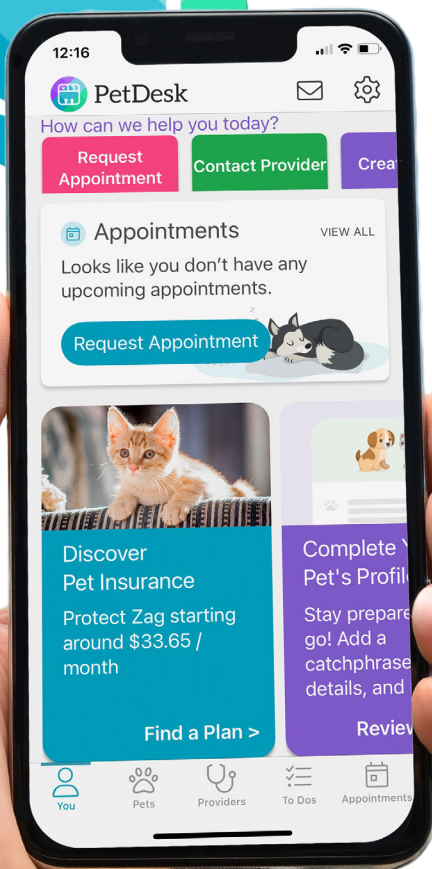 12:16
PetDesk
How can we help you today?
Request
Appointment
Contact Provider
Crea
Appointments
VIEW ALL
Looks like you don't have any
upcoming appointments.
Request Appointment
Discover
Pet Insurance
Protect Zag starting
around $33.65 /
month
Find a Plan >
Complete Y
Pet's Profil
Stay prepare
go! Add a
catchphrase
details, and
Review
You
Pets
Providers
To Dos
Appointments